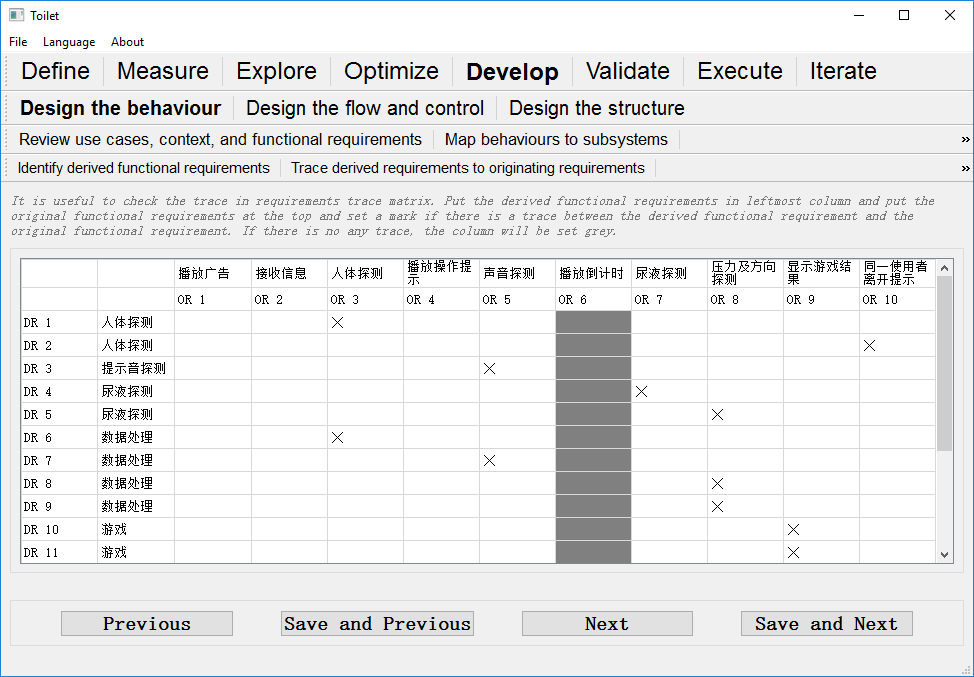 Toilet
File Language About
Define Measure Explore Optimize Develop Validate Execute Iterate
Design the behaviour Design the flow and control Design the structure
Review use cases, context, and functional requirements Map behaviours to subsystems »
Identify derived functional requirements Trace derived requirements to originating requirements »
It is useful to check the trace in requirements trace matrix. Put the derived functional requirements in leftmost column and put the
original functional requirements at the top and set a mark if there is a trace between the derived functional requirement and the
original functional requirement. If there is no any trace, the column will be set grey.
播放广告 接收信息 人体探测 播放操作提示 声音探测 播放倒计时 尿液探测 压力及方向探测 显示游戏结果 同一使用者离开提示
OR 1 OR 2 OR 3 OR 4 OR 5 OR 6 OR 7 OR 8 OR 9 OR 10
DR 1 人体探测 X
DR 2 人体探测 X
DR 3 提示音探测 X
DR 4 尿液探测 X
DR 5 尿液探测 X
DR 6 数据处理 X
DR 7 数据处理 X
DR 8 数据处理 X
DR 9 数据处理 X
DR 10 游戏 X
DR 11 游戏 X
Previous Save and Previous Next Save and Next